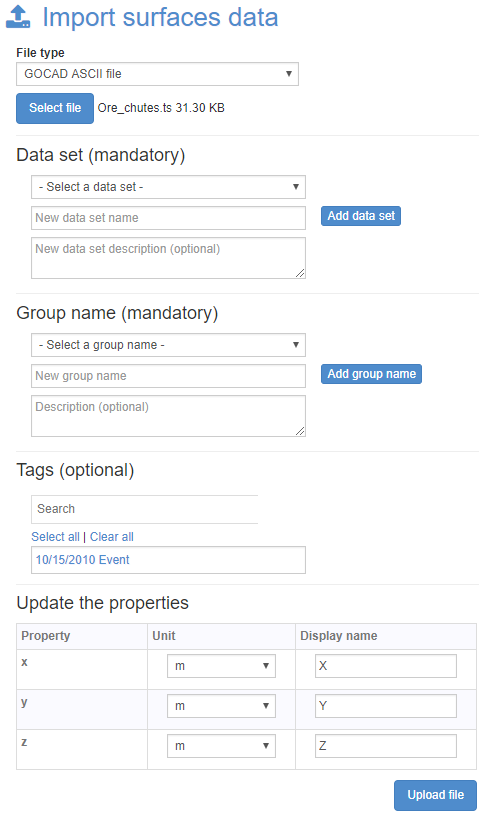 Import surfaces data
File type
GOCAD ASCII file
Select file Ore_chutes.ts 31.30 KB
Data set (mandatory)
- Select a data set -
New data set name Add data set
New data set description (optional)
Group name (mandatory)
- Select a group name -
New group name Add group name
Description (optional)
Tags (optional)
Search
Select all | Clear all
10/15/2010 Event
Update the properties
Property Unit Display name
x m X
y m Y
z m Z
Upload file